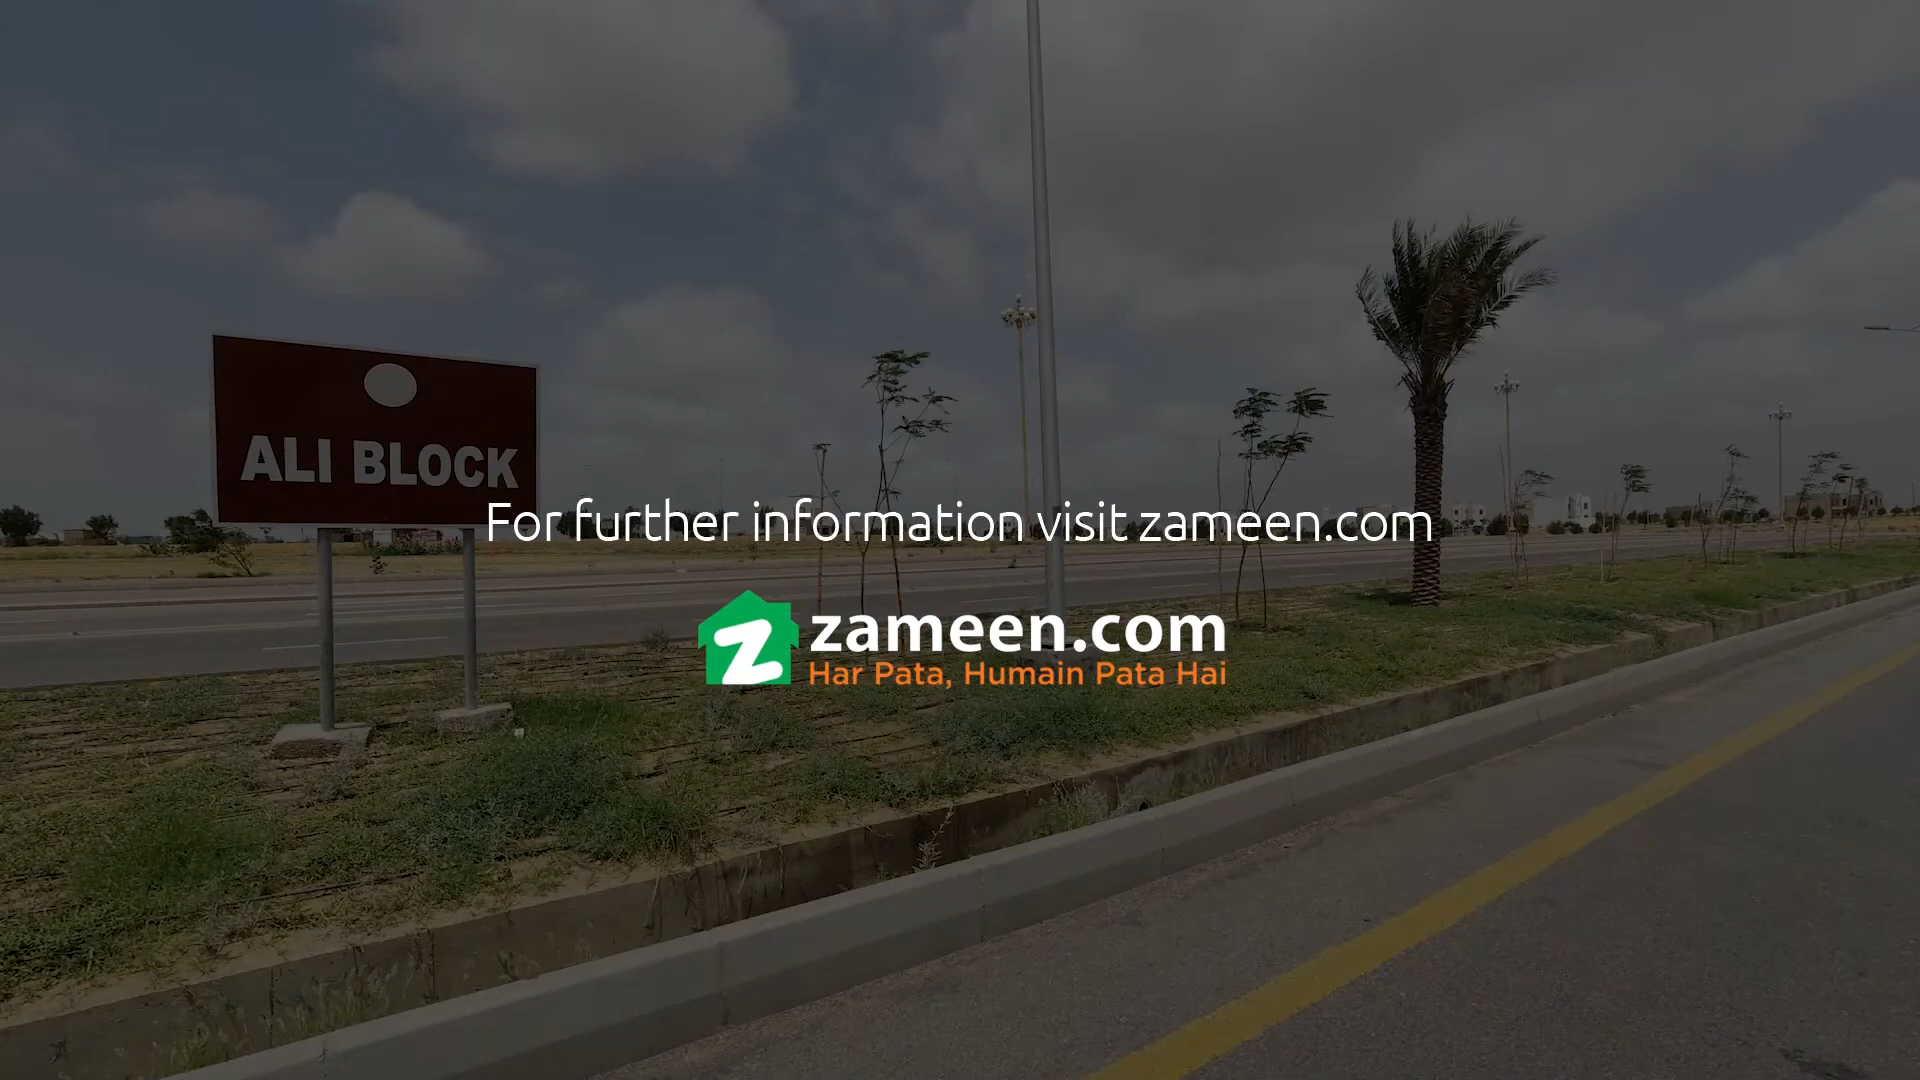 ALI BLOCK
For further information visit zameen.com
zameen.com
Har Pata, Humain Pata Hai